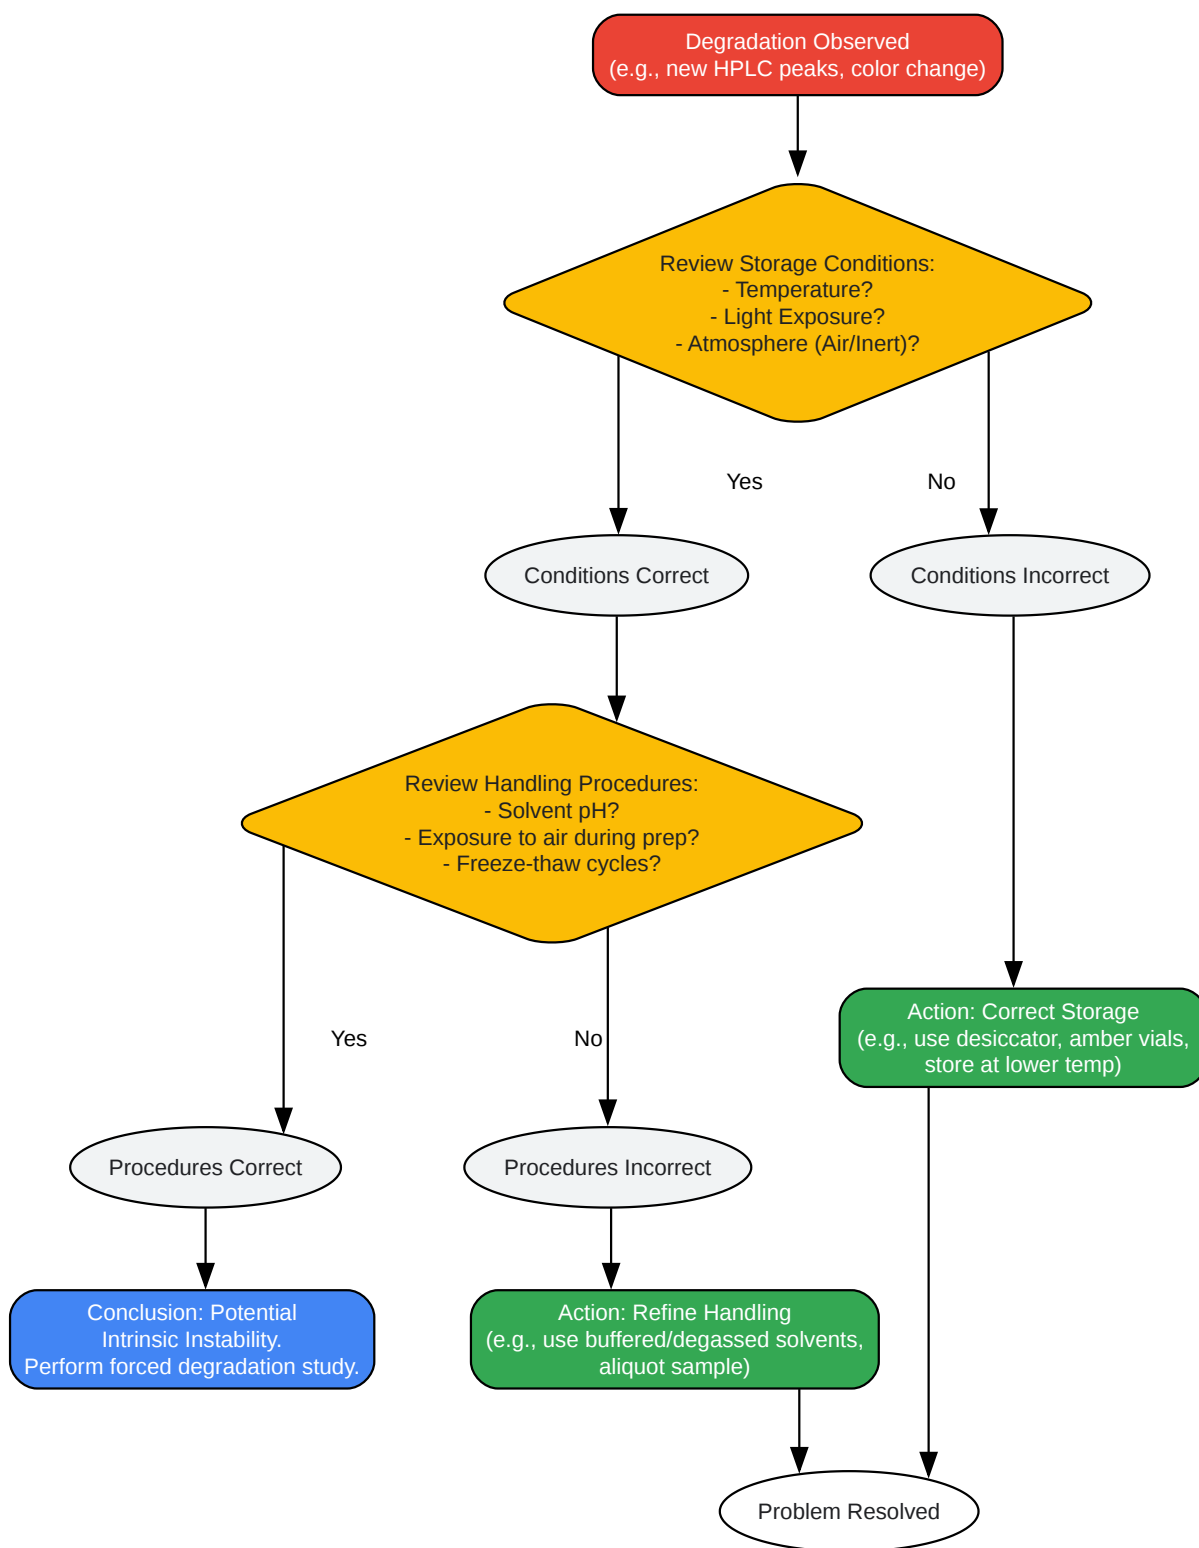 Degradation Observed
(e.g., new HPLC peaks, color change)
Review Storage Conditions:
- Temperature?
- Light Exposure?
- Atmosphere (Air/Inert)?
Yes
No
Conditions Correct
Conditions Incorrect
Review Handling Procedures:
- Solvent pH?
- Exposure to air during prep?
- Freeze-thaw cycles?
Action: Correct Storage
(e.g., use desiccator, amber vials,
store at lower temp)
Yes
No
Procedures Correct
Procedures Incorrect
Conclusion: Potential
Intrinsic Instability.
Perform forced degradation study.
Action: Refine Handling
(e.g., use buffered/degassed solvents,
aliquot sample)
Problem Resolved